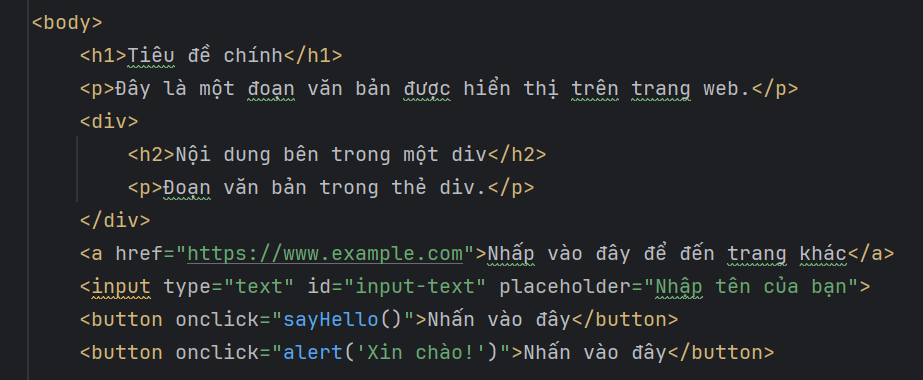 <body>
<h1>Tiêu đề chính</h1>
<p>Đây là một đoạn văn bản được hiển thị trên trang web.</p>
<div>
<h2>Nội dung bên trong một div</h2>
<p>Đoạn văn bản trong thẻ div.</p>
</div>
<a href="https://www.example.com">Nhấp vào đây để đến trang khác</a>
<input type="text" id="input-text" placeholder="Nhập tên của bạn">
<button onclick="sayHello()">Nhấn vào đây</button>
<button onclick="alert('Xin chào!')">Nhấn vào đây</button>